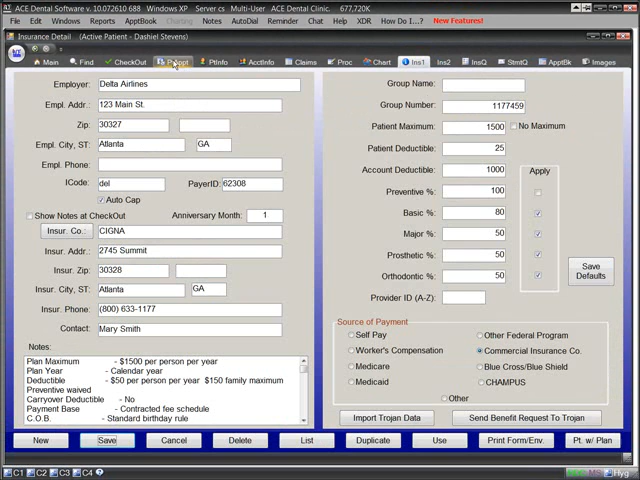 ACE Dental Software v. 10.072610 688 Windows XP Server cs Multi-User ACE Dental Clinic. 677,720K
File Edit Windows Reports ApptBook Charting Notes AutoDial Reminder Chat Help XDR How Do I...? New Features!
Insurance Detail (Active Patient - Dashiel Stevens)
Main Find CheckOut PtAppt PtInfo AcctInfo Claims Proc Chart Ins1 Ins2 InsQ StmtQ ApptBk Images
Employer: Delta Airlines
Empl. Addr.: 123 Main St.
Zip: 30327
Empl. City, ST: Atlanta GA
Empl. Phone:
ICode: del PayerID: 62308
Auto Cap
Show Notes at CheckOut Anniversary Month: 1
Insur. Co.: CIGNA
Insur. Addr.: 2745 Summit
Insur. Zip: 30328
Insur. City, ST: Atlanta GA
Insur. Phone: (800) 633-1177
Contact: Mary Smith
Notes:
Plan Maximum - $1500 per person per year
Plan Year - Calendar year
Deductible - $50 per person per year $150 family maximum
Preventive waived
Carryover Deductible - No
Payment Base - Contracted fee schedule
C.O.B. - Standard birthday rule
Group Name:
Group Number: 1177459
Patient Maximum: 1500 No Maximum
Patient Deductible: 25
Account Deductible: 1000
Apply
Preventive %: 100
Basic %: 80
Major %: 50
Prosthetic %: 50
Orthodontic %: 50
Save Defaults
Provider ID (A-Z):
Source of Payment
Self Pay Other Federal Program
Worker's Compensation Commercial Insurance Co.
Medicare Blue Cross/Blue Shield
Medicaid CHAMPUS
Other
Import Trojan Data Send Benefit Request To Trojan
New Save Cancel Delete List Duplicate Use Print Form/Env. Pt. w/ Plan
C1 C2 C3 C4 Hyg